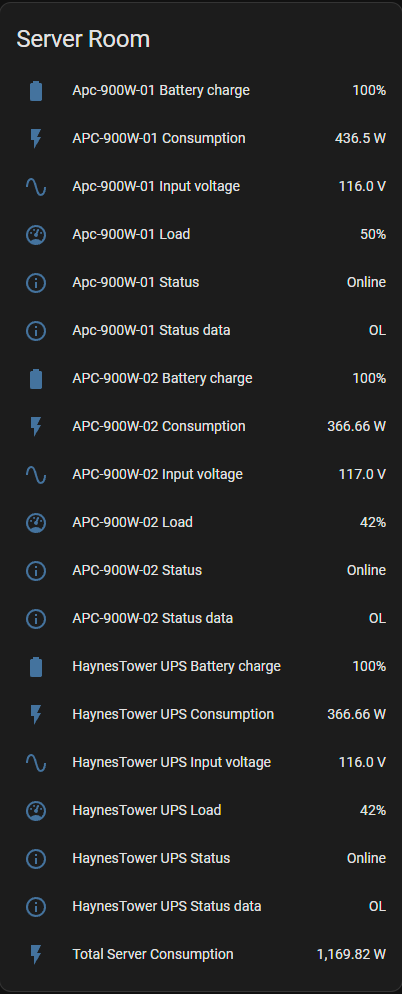 Server Room
Apc-900W-01 Battery charge 100%
APC-900W-01 Consumption 436.5 W
Apc-900W-01 Input voltage 116.0 V
Apc-900W-01 Load 50%
Apc-900W-01 Status Online
Apc-900W-01 Status data OL
APC-900W-02 Battery charge 100%
APC-900W-02 Consumption 366.66 W
APC-900W-02 Input voltage 117.0 V
APC-900W-02 Load 42%
APC-900W-02 Status Online
APC-900W-02 Status data OL
HaynesTower UPS Battery charge 100%
HaynesTower UPS Consumption 366.66 W
HaynesTower UPS Input voltage 116.0 V
HaynesTower UPS Load 42%
HaynesTower UPS Status Online
HaynesTower UPS Status data OL
Total Server Consumption 1,169.82 W